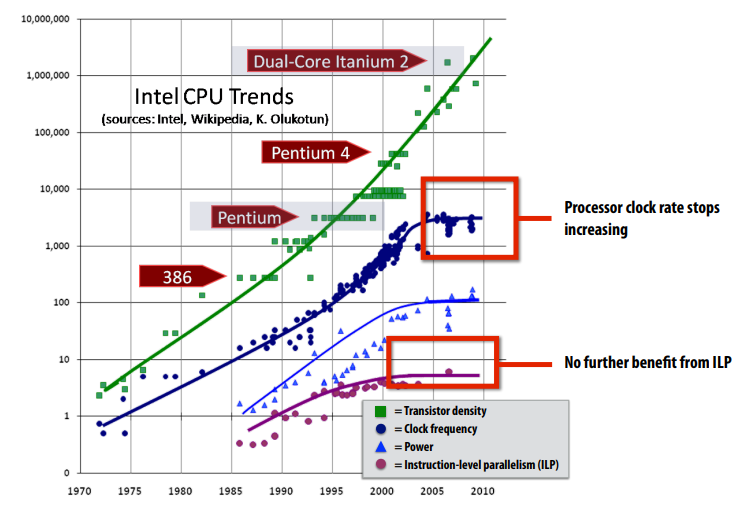 10,000,000
1,000,000
100,000
10,000
1,000
100
10
1
0
1970
1975
1980
1985
1990
1995
2000
2005
2010
Intel CPU Trends
(sources: Intel, Wikipedia, K. Olukotun)
Dual-Core Itanium 2
Pentium 4
Pentium
386
Processor clock rate stops
increasing
No further benefit from ILP
= Transistor density
= Clock frequency
= Power
= Instruction-level parallelism (ILP)